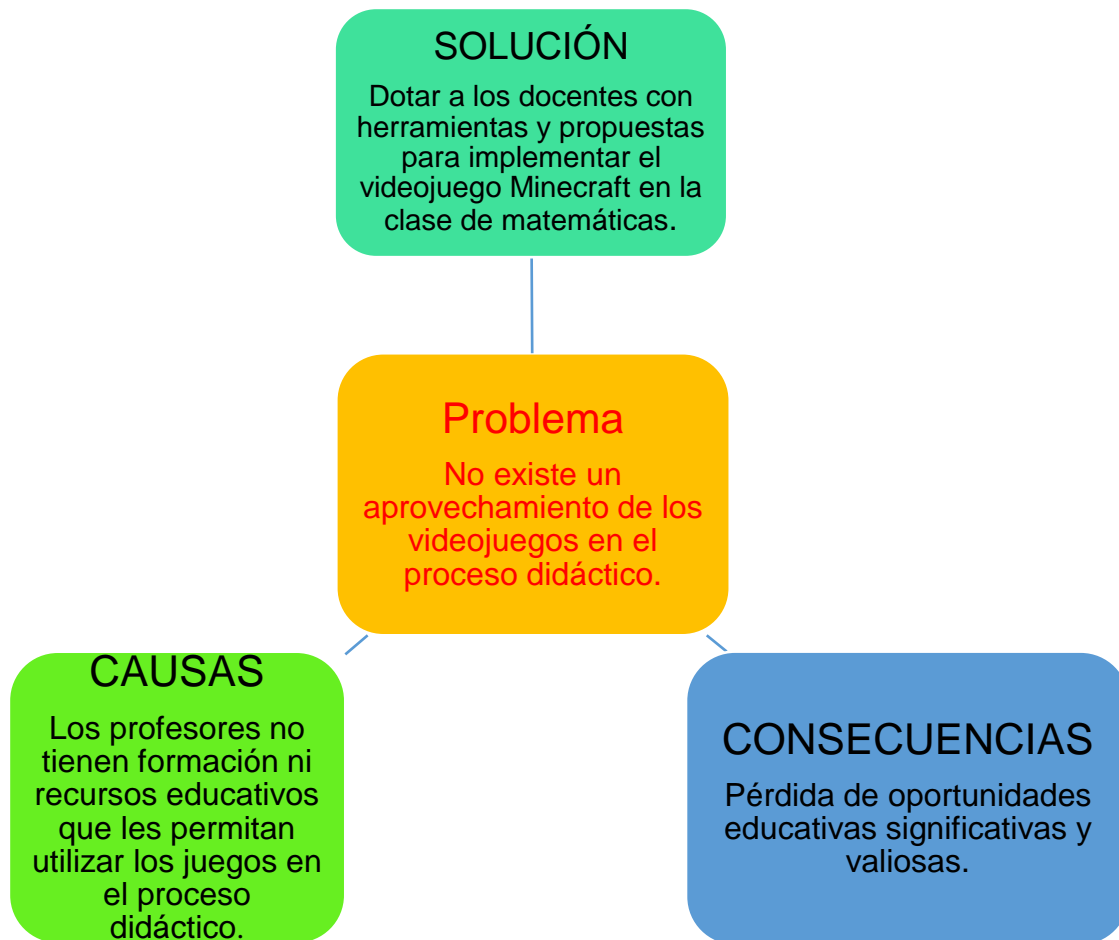 SOLUCIÓN
Dotar a los docentes con
herramientas y propuestas
para implementar el
videojuego Minecraft en la
clase de matemáticas.
Problema
No existe un
aprovechamiento de los
videojuegos en el
proceso didáctico.
CAUSAS
Los profesores no
tienen formación ni
recursos educativos
que les permitan
utilizar los juegos en
el proceso
didáctico.
CONSECUENCIAS
Pérdida de oportunidades
educativas significativas y
valiosas.